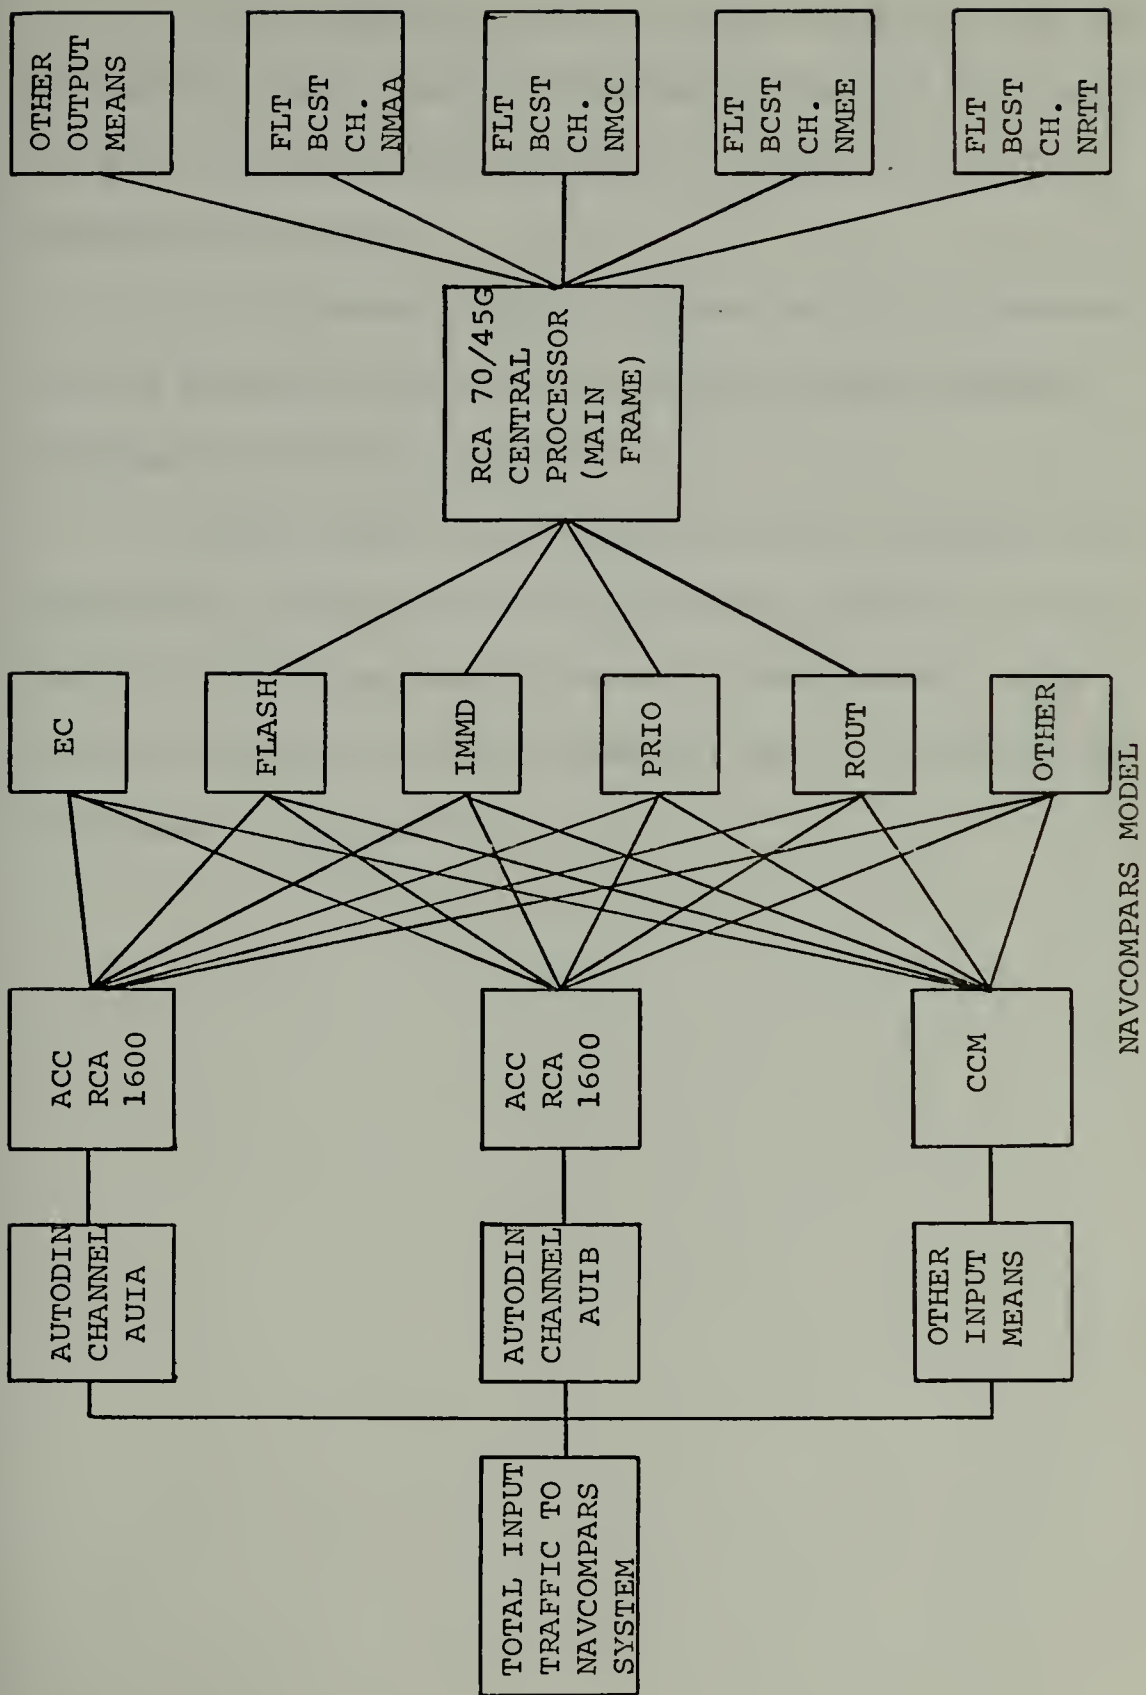 TOTAL INPUT
TRAFFIC TO
NAVCOMPARS
SYSTEM
AUTODIN
CHANNEL
AUIA
AUTODIN
CHANNEL
AUIB
OTHER
INPUT
MEANS
ACC
RCA
1600
ACC
RCA
1600
CCM
EC
FLASH
IMMD
PRIO
ROUT
OTHER
RCA 70/45G
CENTRAL
PROCESSOR
(MAIN
FRAME)
OTHER
OUTPUT
MEANS
FLT
BCST
CH.
NMAA
FLT
BCST
CH.
NMCC
FLT
BCST
CH.
NMEE
FLT
BCST
CH.
NRTT
NAVCOMPARS MODEL